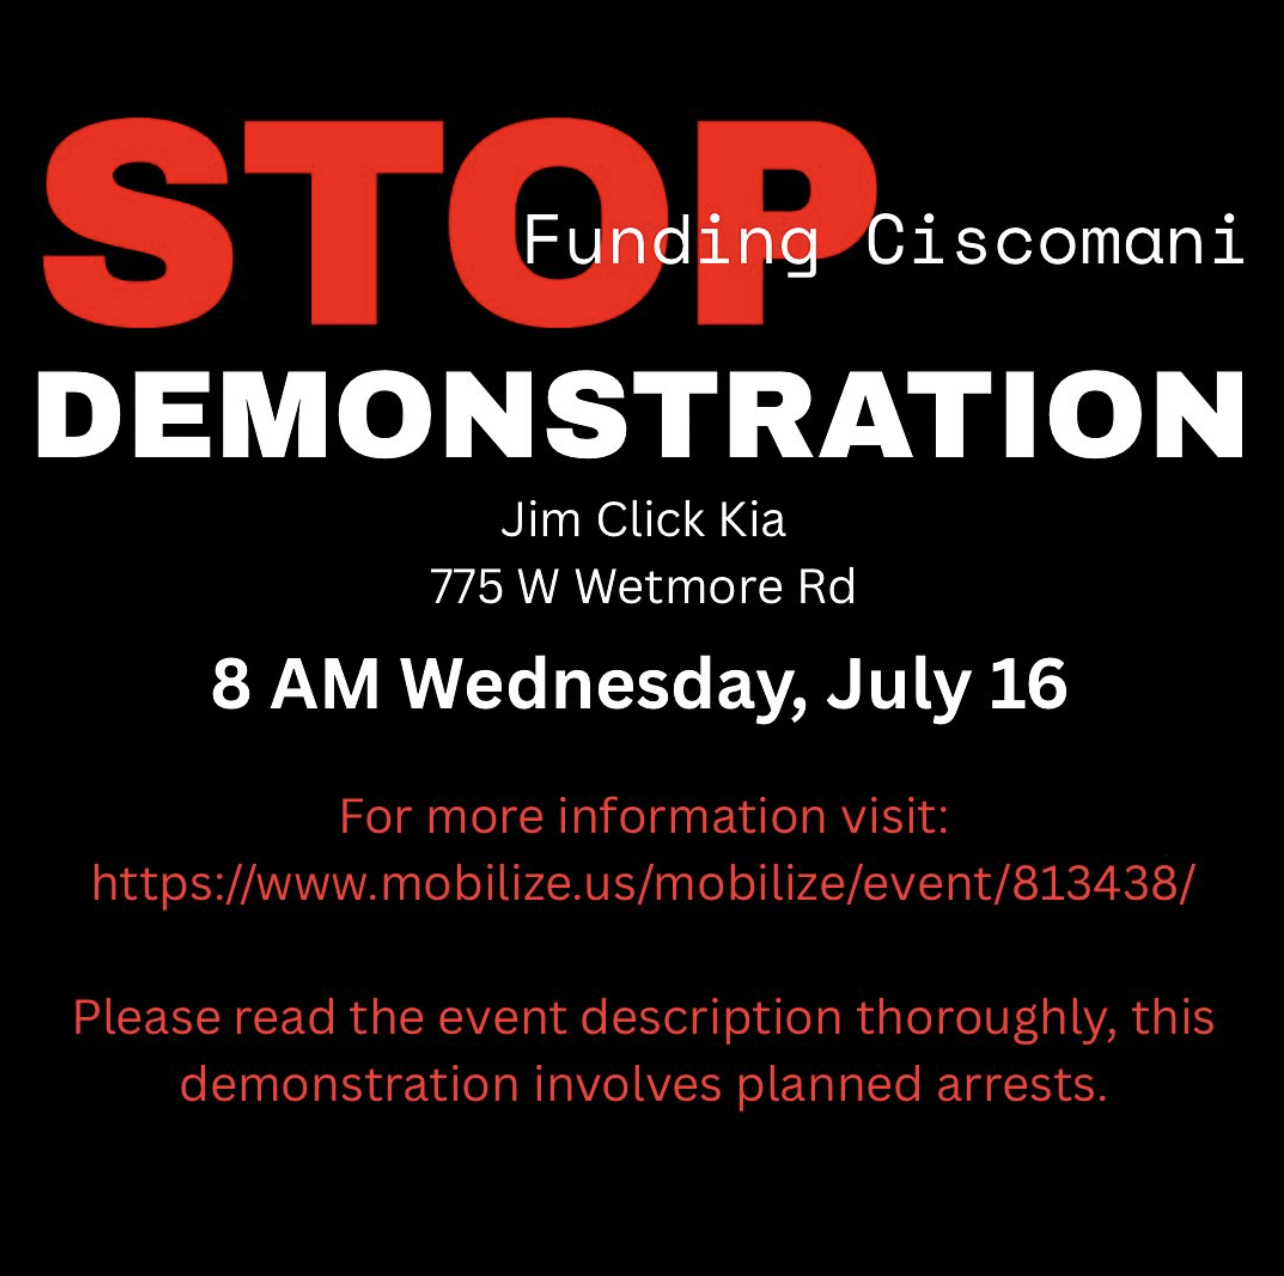 STOP
Funding Ciscomani
DEMONSTRATION
Jim Click Kia
775 W Wetmore Rd
8 AM Wednesday, July 16
For more information visit:
https://www.mobilize.us/mobilize/event/813438/
Please read the event description thoroughly, this
demonstration involves planned arrests.